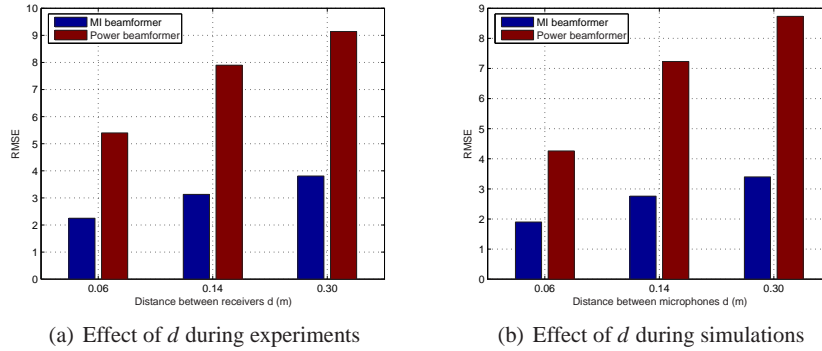 10
9
8
7
6
5
4
3
2
1
0
RMSE
MI beamformer
Power beamformer
0.06
0.14
0.30
Distance between receivers d (m)
(a) Effect of d during experiments
9
8
7
6
5
4
3
2
1
0
RMSE
MI beamformer
Power beamformer
0.06
0.14
0.30
Distance between microphones d (m)
(b) Effect of d during simulations